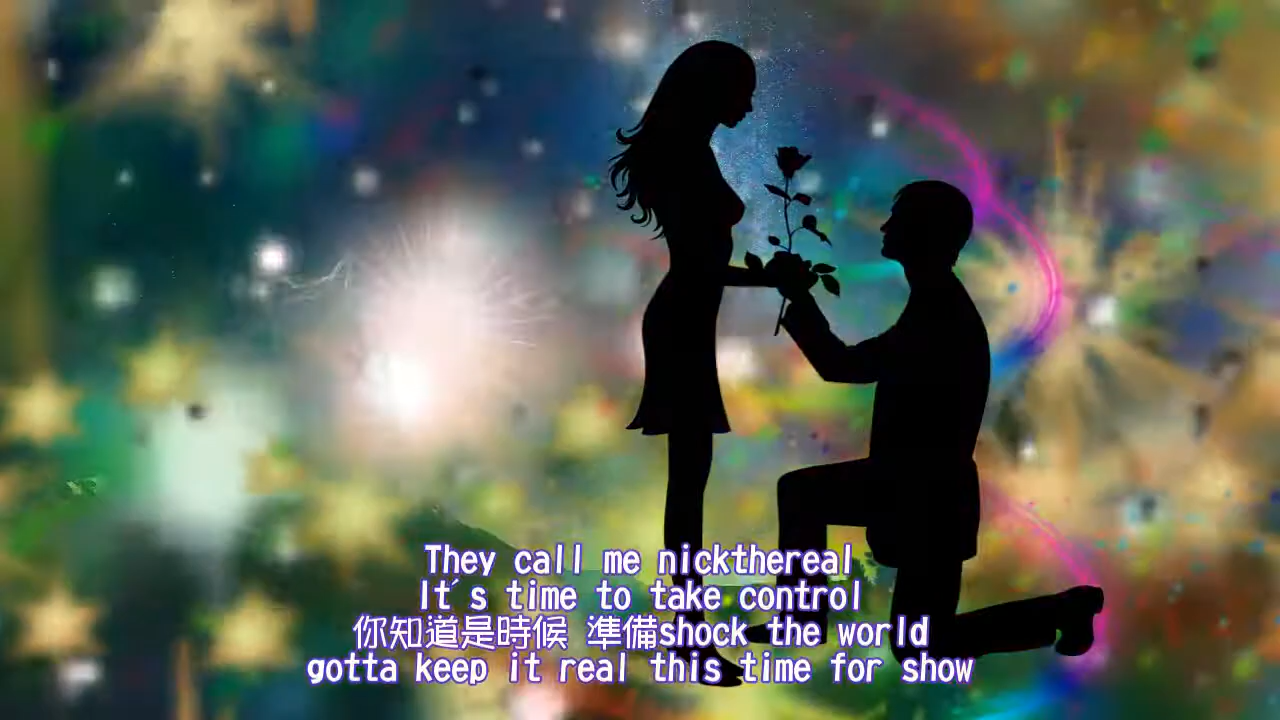 They call me nickthereal
It´s time to take control
你知道是時候 準備shock the world
gotta keep it real this time for show